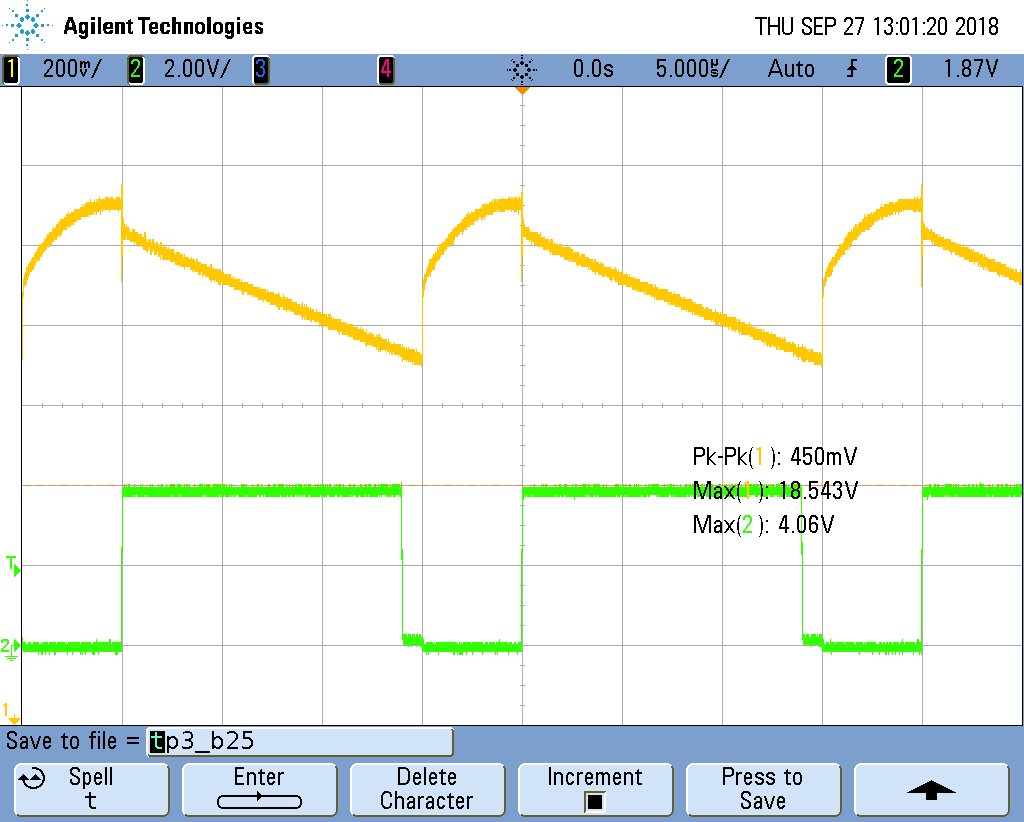 Agilent Technologies
THU SEP 27 13:01:20 2018
1 200mV/ 2 2.00V/ 3 4 0.0s 5.000µs/ Auto 2 1.87V
Pk-Pk(1): 450mV
Max(1): 18.543V
Max(2): 4.06V
T
2
1
Save to file = tp3_b25
Spell
t
Enter
Delete
Character
Increment
Press to
Save